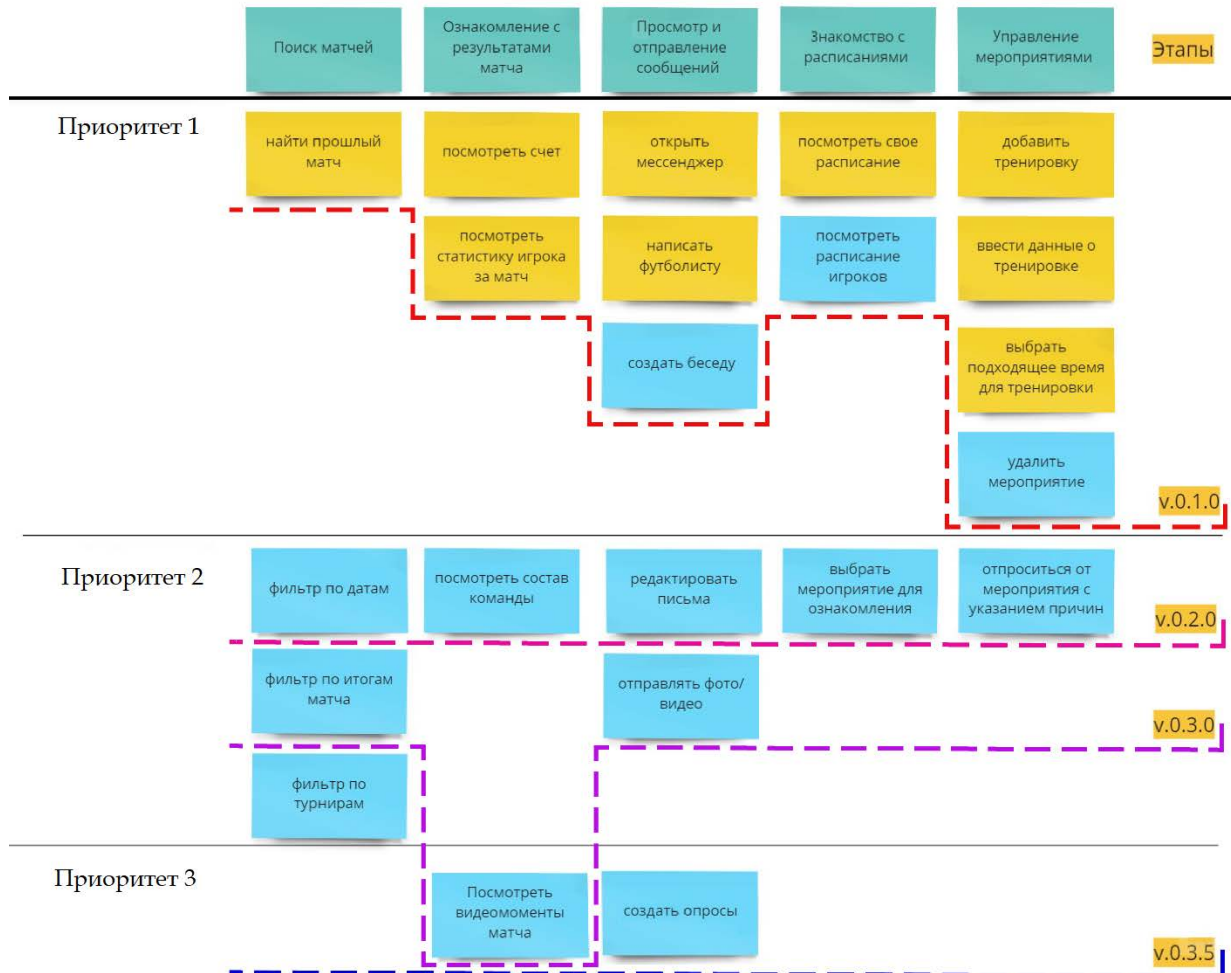 Поиск матчей
Ознакомление с
результатами
матча
Просмотр и
отправление
сообщений
Знакомство с
расписаниями
Управление
мероприятиями
Этапы
Приоритет 1
найти прошлый
матч
посмотреть счет
открыть
мессенджер
посмотреть свое
расписание
добавить
тренировку
посмотреть
статистику игрока
за матч
написать
футболисту
посмотреть
расписание
игроков
ввести данные о
тренировке
создать беседу
выбрать
подходящее время
для тренировки
удалить
мероприятие
v.0.1.0
Приоритет 2
фильтр по датам
посмотреть состав
команды
редактировать
письма
выбрать
мероприятие для
ознакомления
отпроситься от
мероприятия с
указанием причин
v.0.2.0
фильтр по итогам
матча
отправлять фото/
видео
v.0.3.0
фильтр по
турнирам
Приоритет 3
Посмотреть
видеомоменты
матча
создать опросы
v.0.3.5